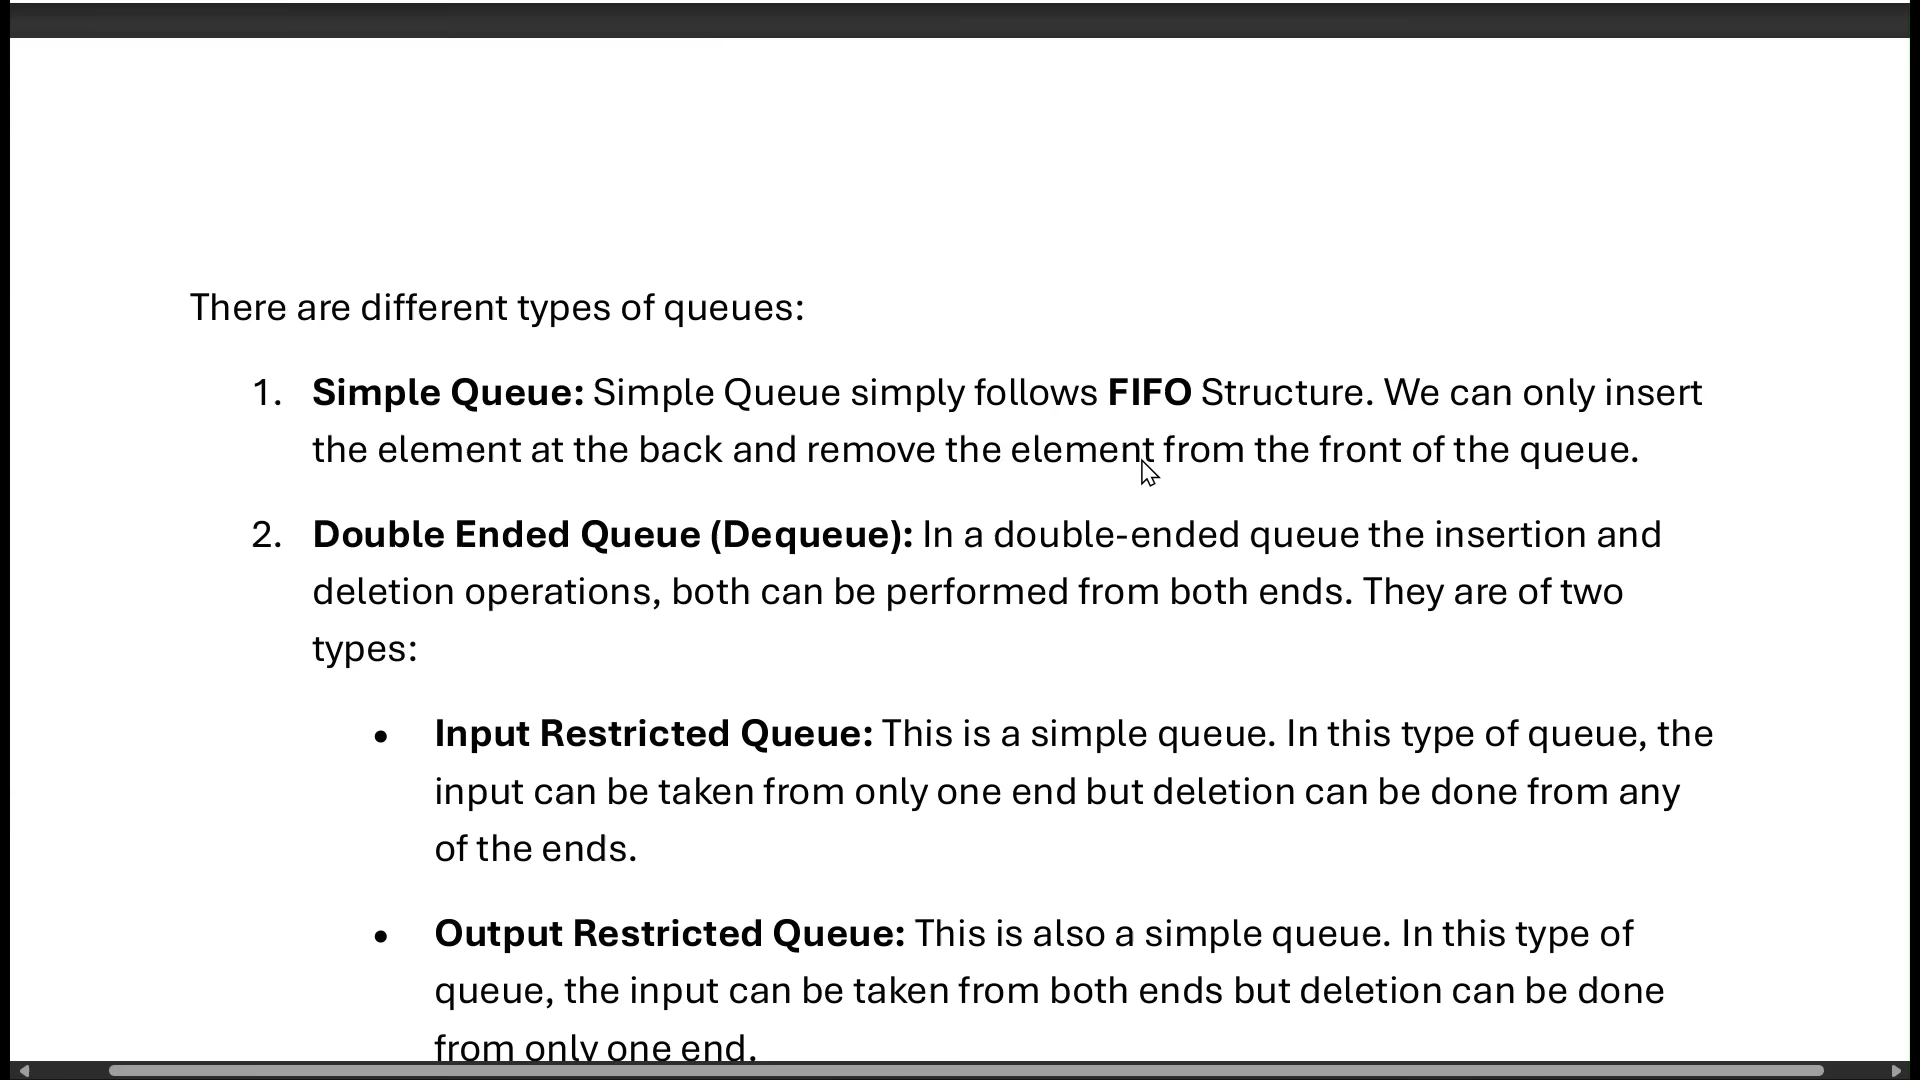 There are different types of queues:
1. Simple Queue: Simple Queue simply follows FIFO Structure. We can only insert
the element at the back and remove the element from the front of the queue.
2. Double Ended Queue (Dequeue): In a double-ended queue the insertion and
deletion operations, both can be performed from both ends. They are of two
types:
• Input Restricted Queue: This is a simple queue. In this type of queue, the
input can be taken from only one end but deletion can be done from any
of the ends.
• Output Restricted Queue: This is also a simple queue. In this type of
queue, the input can be taken from both ends but deletion can be done
from only one end.